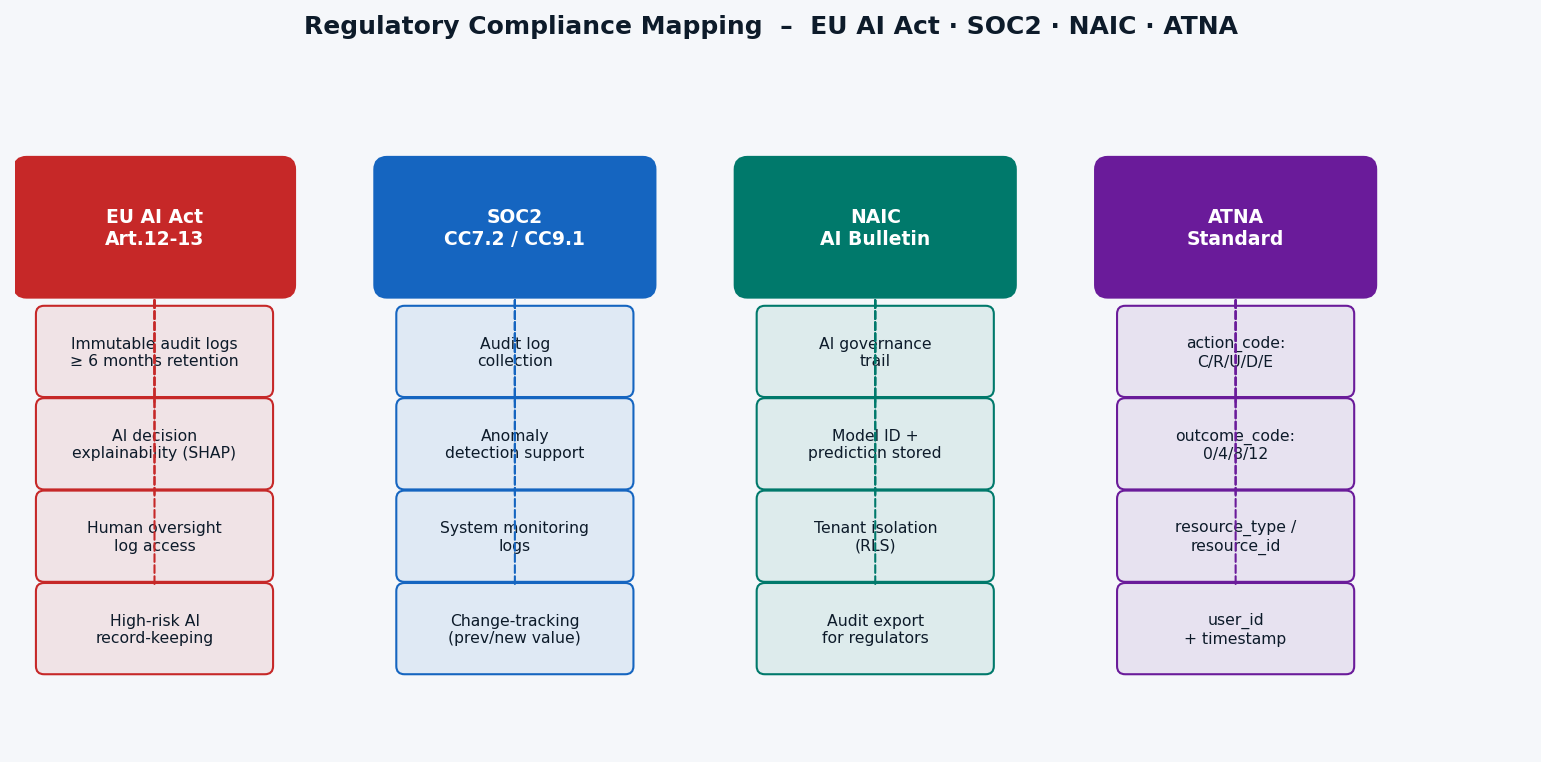 Regulatory Compliance Mapping – EU AI Act · SOC2 · NAIC · ATNA
EU AI Act
Art.12-13
Immutable audit logs
≥ 6 months retention
AI decision
explainability (SHAP)
Human oversight
log access
High-risk AI
record-keeping
SOC2
CC7.2 / CC9.1
Audit log
collection
Anomaly
detection support
System monitoring
logs
Change-tracking
(prev/new value)
NAIC
AI Bulletin
AI governance
trail
Model ID +
prediction stored
Tenant isolation
(RLS)
Audit export
for regulators
ATNA
Standard
action_code:
C/R/U/D/E
outcome_code:
0/4/8/12
resource_type /
resource_id
user_id
+ timestamp